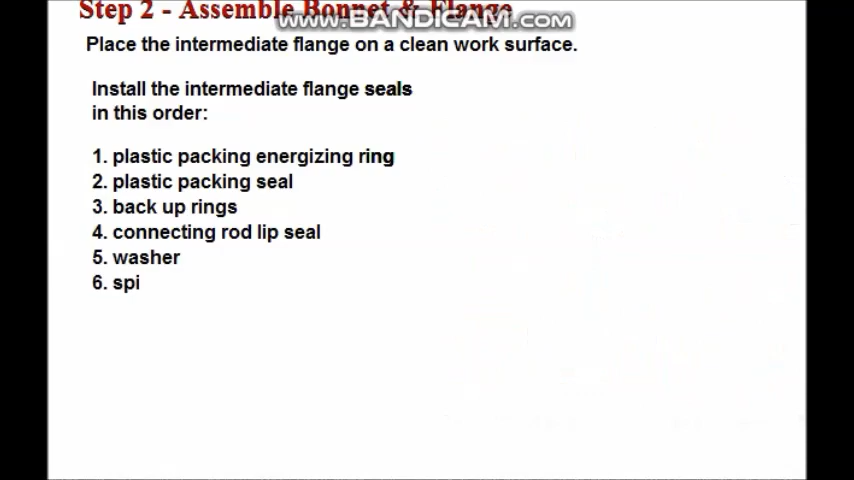 Step 2 - Assemble Bonnet & Flange
WWW.BANDICAM.COM
Place the intermediate flange on a clean work surface.
Install the intermediate flange seals
in this order:
1. plastic packing energizing ring
2. plastic packing seal
3. back up rings
4. connecting rod lip seal
5. washer
6. spi